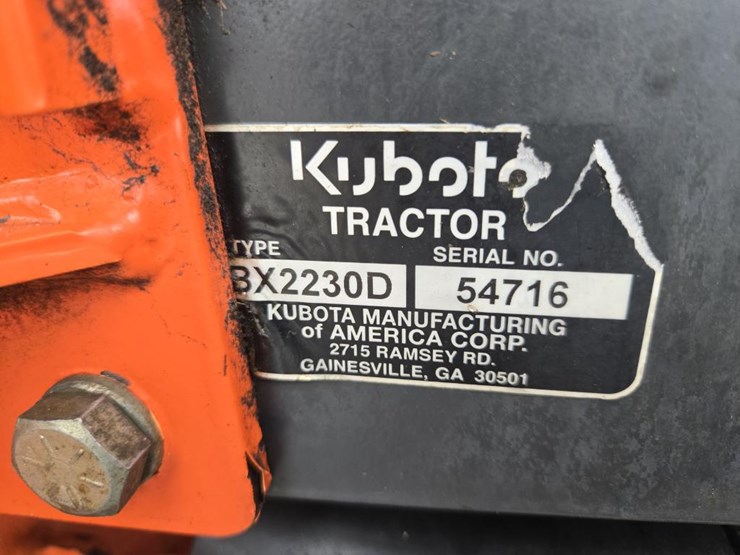 Kubota
TRACTOR
TYPE SERIAL NO.
BX2230D 54716
KUBOTA MANUFACTURING
of AMERICA CORP.
2715 RAMSEY RD.
GAINESVILLE, GA 30501